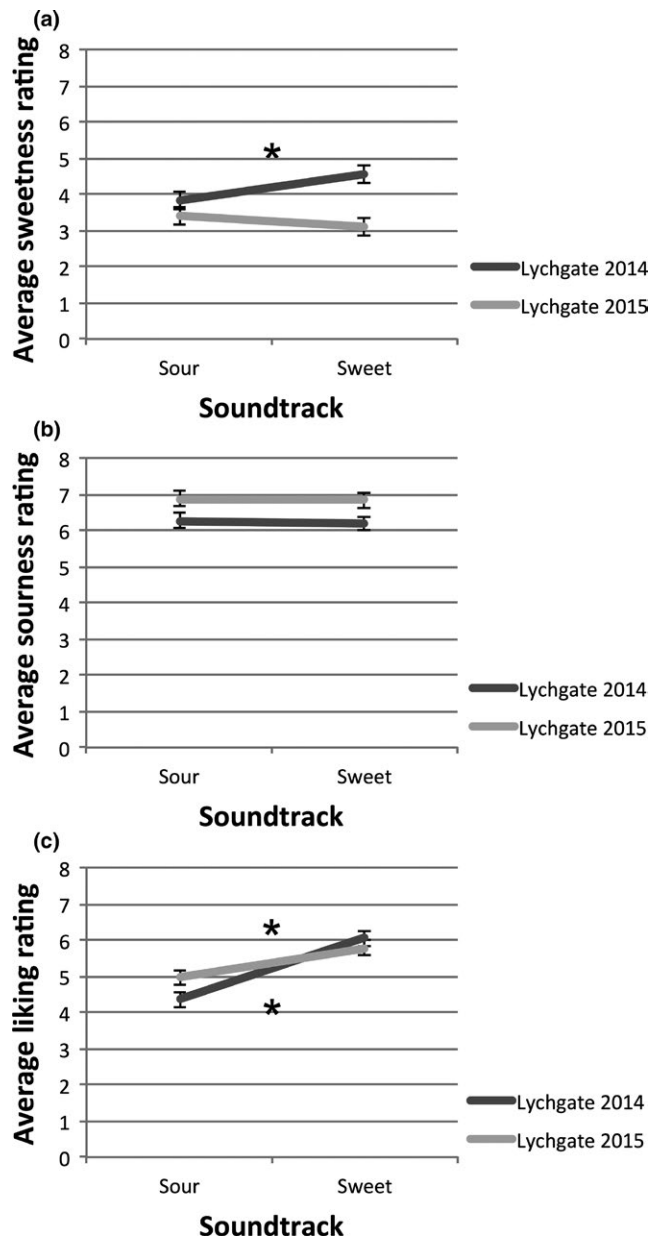 (a)
Average sweetness rating
8
7
6
5
4
3
2
1
0
*
Sour
Sweet
Soundtrack
Lychgate 2014
Lychgate 2015
(b)
Average sourness rating
8
7
6
5
4
3
2
1
0
Sour
Sweet
Soundtrack
Lychgate 2014
Lychgate 2015
(c)
Average liking rating
8
7
6
5
4
3
2
1
0
*
*
Sour
Sweet
Soundtrack
Lychgate 2014
Lychgate 2015